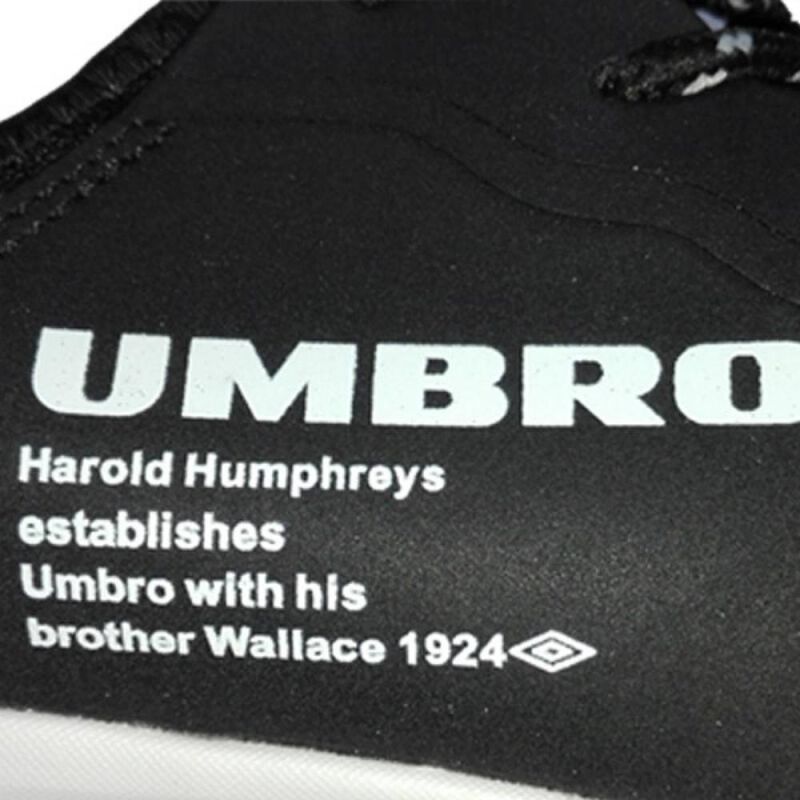 UMBRO
Harold Humphreys
establishes
Umbro with his
brother Wallace 1924